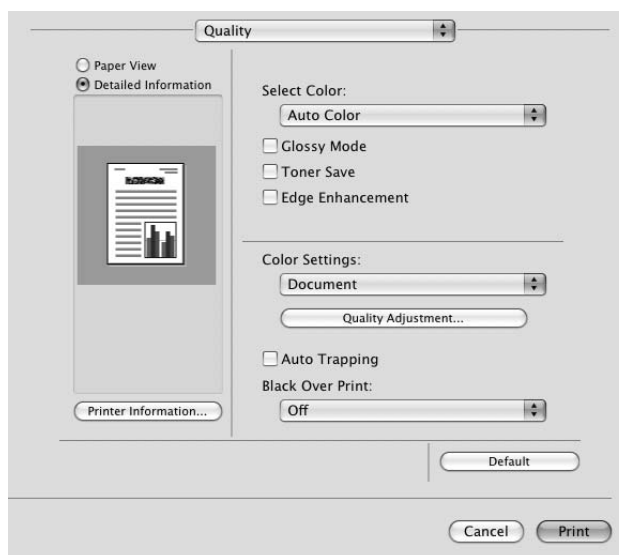 Quality
Paper View
Detailed Information
Printer Information...
Select Color:
Auto Color
Glossy Mode
Toner Save
Edge Enhancement
Color Settings:
Document
Quality Adjustment...
Auto Trapping
Black Over Print:
Off
Default
Cancel
Print